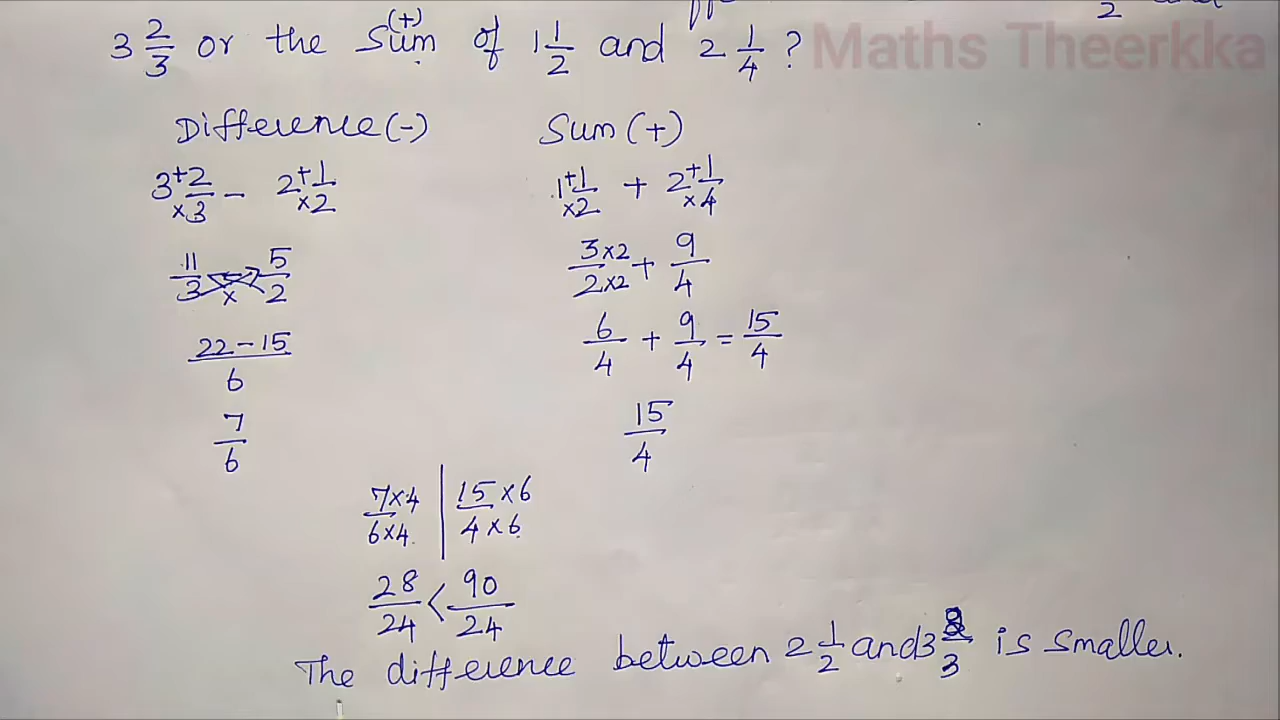 2
3 2/3 or the Sum (+) of 1 1/2 and 2 1/4 ?
Maths Theerkka
Difference (-)
3 +2/×3 - 2 +1/×2
11/3 × 5/2
22-15/6
7/6
Sum (+)
1 +1/×2 + 2 +1/×4
3×2/2×2 + 9/4
6/4 + 9/4 = 15/4
15/4
7×4/6×4 | 15×6/4×6
28/24 < 90/24
The difference between 2 1/2 and 3 2/3 is smaller.